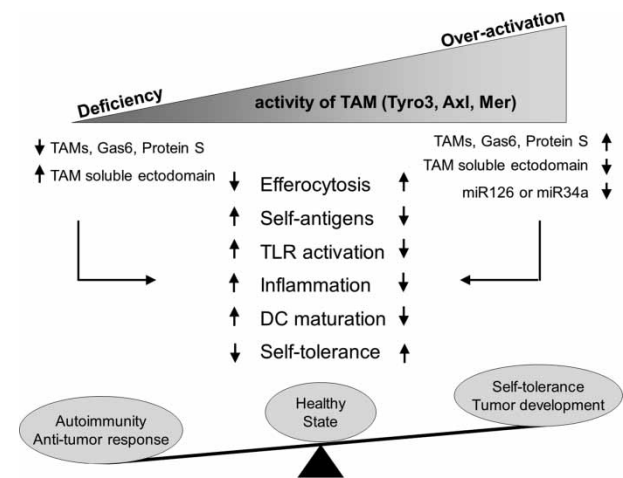 Over-activation
Deficiency
activity of TAM (Tyro3, Axl, Mer)
↓ TAMs, Gas6, Protein S
↑ TAM soluble ectodomain
TAMs, Gas6, Protein S ↑
TAM soluble ectodomain ↓
miR126 or miR34a ↓
↓ Efferocytosis ↑
↑ Self-antigens ↓
↑ TLR activation ↓
↑ Inflammation ↓
↑ DC maturation ↓
↓ Self-tolerance ↑
Autoimmunity
Anti-tumor response
Healthy
State
Self-tolerance
Tumor development